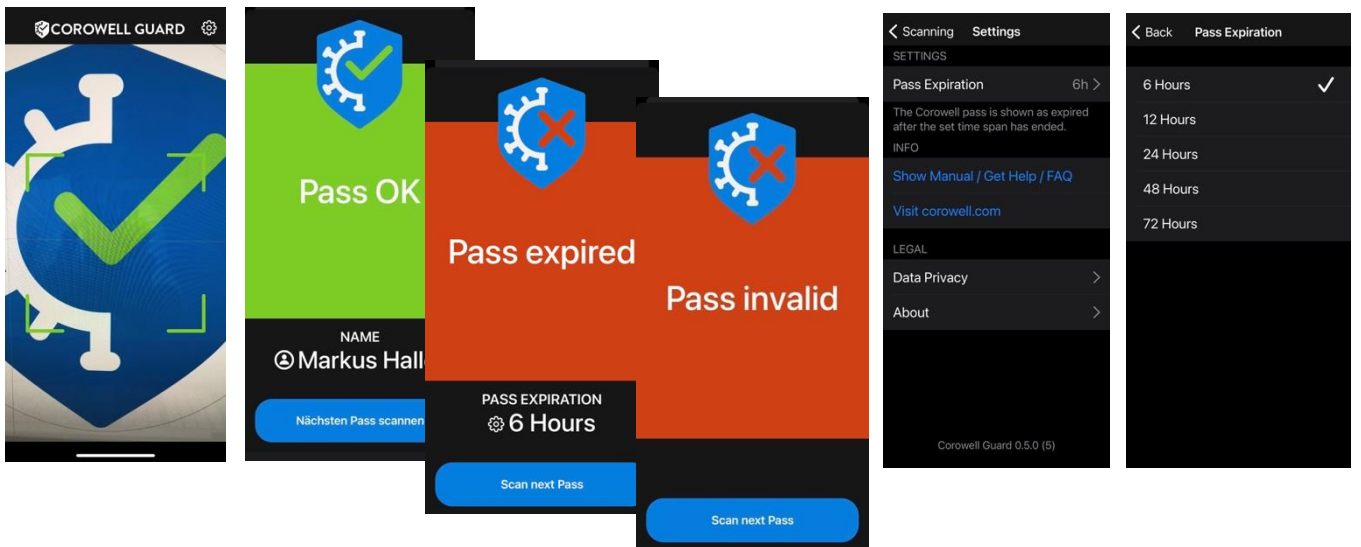 COROWELL GUARD
Pass OK
NAME
Markus Hall
Nächsten Pass scannen
Pass expired
PASS EXPIRATION
6 Hours
Scan next Pass
Pass invalid
Scan next Pass
Scanning Settings
SETTINGS
Pass Expiration 6h
The Corowell pass is shown as expired
after the set time span has ended.
INFO
Show Manual / Get Help / FAQ
Visit corowell.com
LEGAL
Data Privacy
About
Corowell Guard 0.5.0 (5)
Back Pass Expiration
6 Hours
12 Hours
24 Hours
48 Hours
72 Hours